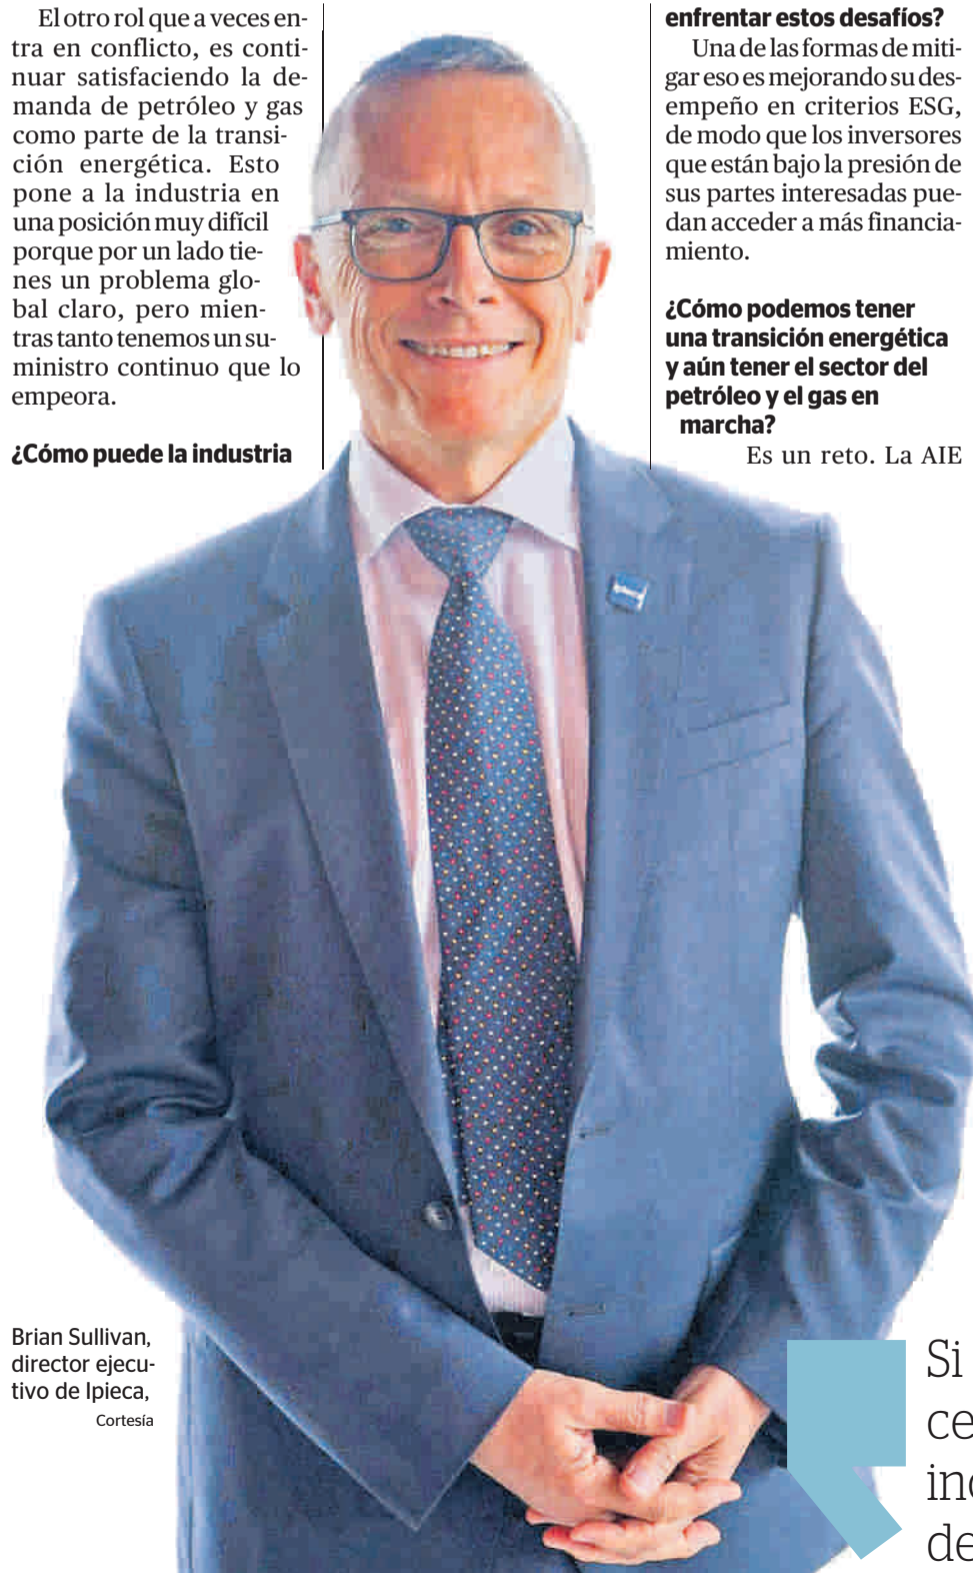 El otro rol que a veces en-
tra en conflicto, es conti-
nuar satisfaciendo la de-
manda de petróleo y gas
como parte de la transi-
ción energética. Esto
pone a la industria en
una posición muy difícil
porque por un lado tie-
nes un problema glo-
bal claro, pero mien-
tras tanto tenemos un su-
ministro continuo que lo
empeora.
¿Cómo puede la industria
enfrentar estos desafíos?
Una de las formas de miti-
gar eso es mejorando su des-
empeño en criterios ESG,
de modo que los inversores
que están bajo la presión de
sus partes interesadas pue-
dan acceder a más financia-
miento.
¿Cómo podemos tener
una transición energética
y aún tener el sector del
petróleo y el gas en
marcha?
Es un reto. La AIE
Brian Sullivan,
director ejecu-
tivo de Ipieca,
Cortesía
Si
ce
de